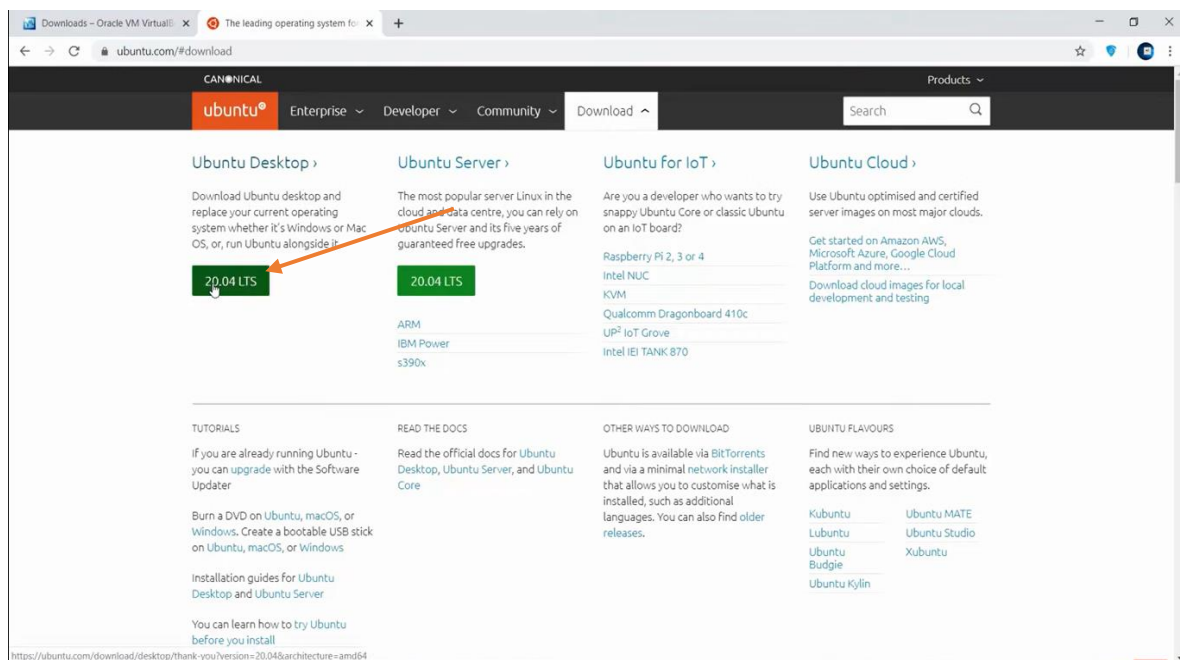 Downloads – Oracle VM VirtualB
The leading operating system for
ubuntu.com/#download
CANONICAL
Products
ubuntu®
Enterprise
Developer
Community
Download
Search
Ubuntu Desktop ›
Download Ubuntu desktop and
replace your current operating
system whether it's Windows or Mac
OS, or, run Ubuntu alongside it.
20.04 LTS
Ubuntu Server ›
The most popular server Linux in the
cloud and data centre, you can rely on
Ubuntu Server and its five years of
guaranteed free upgrades.
20.04 LTS
ARM
IBM Power
s390x
Ubuntu for IoT ›
Are you a developer who wants to try
snappy Ubuntu Core or classic Ubuntu
on an IoT board?
Raspberry Pi 2, 3 or 4
Intel NUC
KVM
Qualcomm Dragonboard 410c
UP² IoT Grove
Intel IEI TANK 870
Ubuntu Cloud ›
Use Ubuntu optimised and certified
server images on most major clouds.
Get started on Amazon AWS,
Microsoft Azure, Google Cloud
Platform and more…
Download cloud images for local
development and testing
TUTORIALS
If you are already running Ubuntu -
you can upgrade with the Software
Updater
Burn a DVD on Ubuntu, macOS, or
Windows. Create a bootable USB stick
on Ubuntu, macOS, or Windows
Installation guides for Ubuntu
Desktop and Ubuntu Server
You can learn how to try Ubuntu
before you install
READ THE DOCS
Read the official docs for Ubuntu
Desktop, Ubuntu Server, and Ubuntu
Core
OTHER WAYS TO DOWNLOAD
Ubuntu is available via BitTorrents
and via a minimal network installer
that allows you to customise what is
installed, such as additional
languages. You can also find older
releases.
UBUNTU FLAVOURS
Find new ways to experience Ubuntu,
each with their own choice of default
applications and settings.
Kubuntu
Lubuntu
Ubuntu
Budgie
Ubuntu Kylin
Ubuntu MATE
Ubuntu Studio
Xubuntu
https://ubuntu.com/download/desktop/thank-you?version=20.04&architecture=amd64